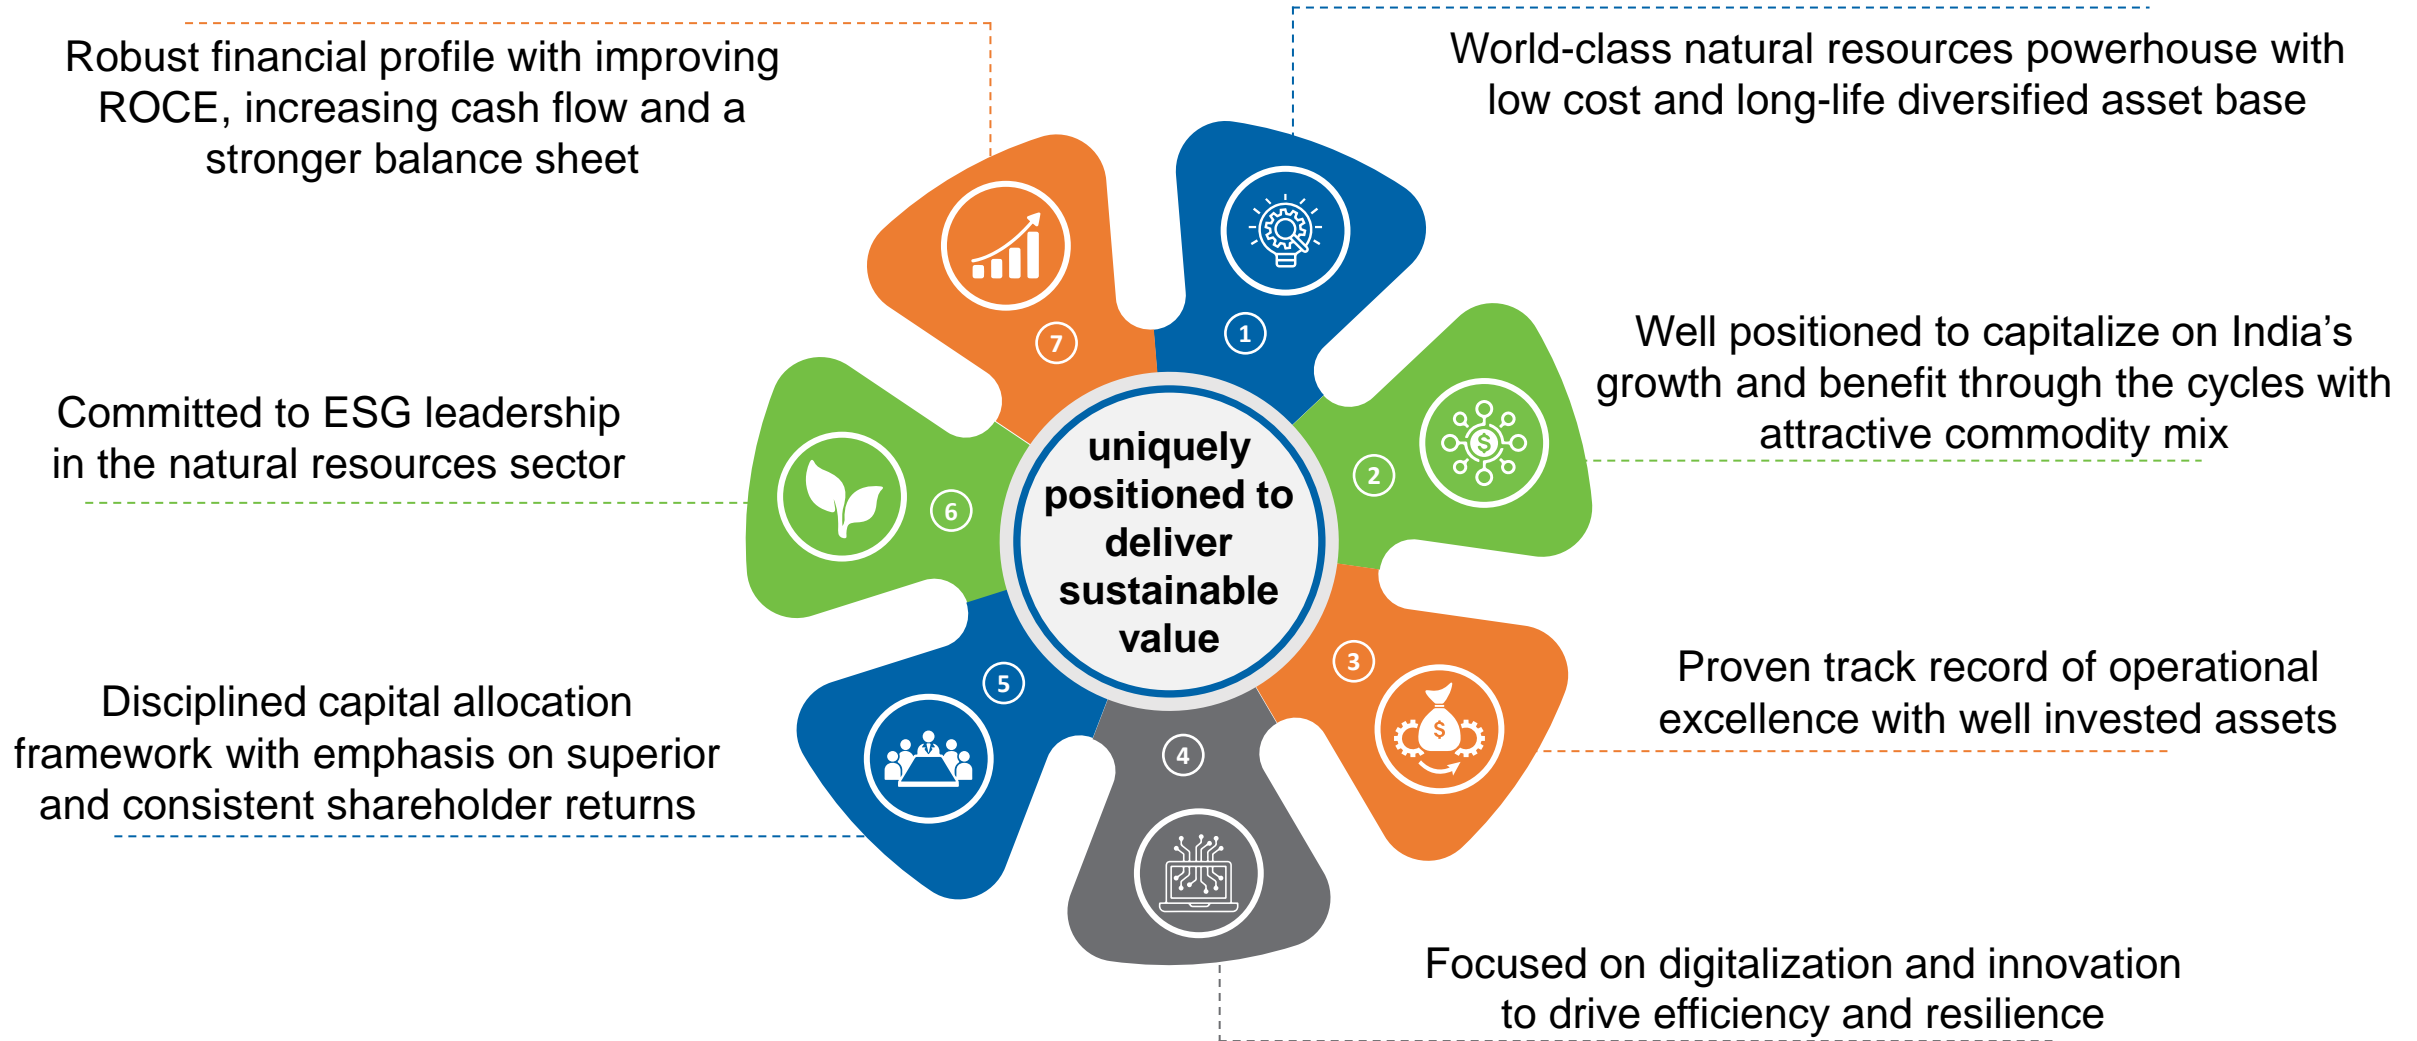 Robust financial profile with improving
ROCE, increasing cash flow and a
stronger balance sheet
World-class natural resources powerhouse with
low cost and long-life diversified asset base
Well positioned to capitalize on India’s
growth and benefit through the cycles with
attractive commodity mix
Committed to ESG leadership
in the natural resources sector
Proven track record of operational
excellence with well invested assets
Disciplined capital allocation
framework with emphasis on superior
and consistent shareholder returns
Focused on digitalization and innovation
to drive efficiency and resilience
uniquely
positioned to
deliver
sustainable
value
1
2
$
3
$
4
5
6
7